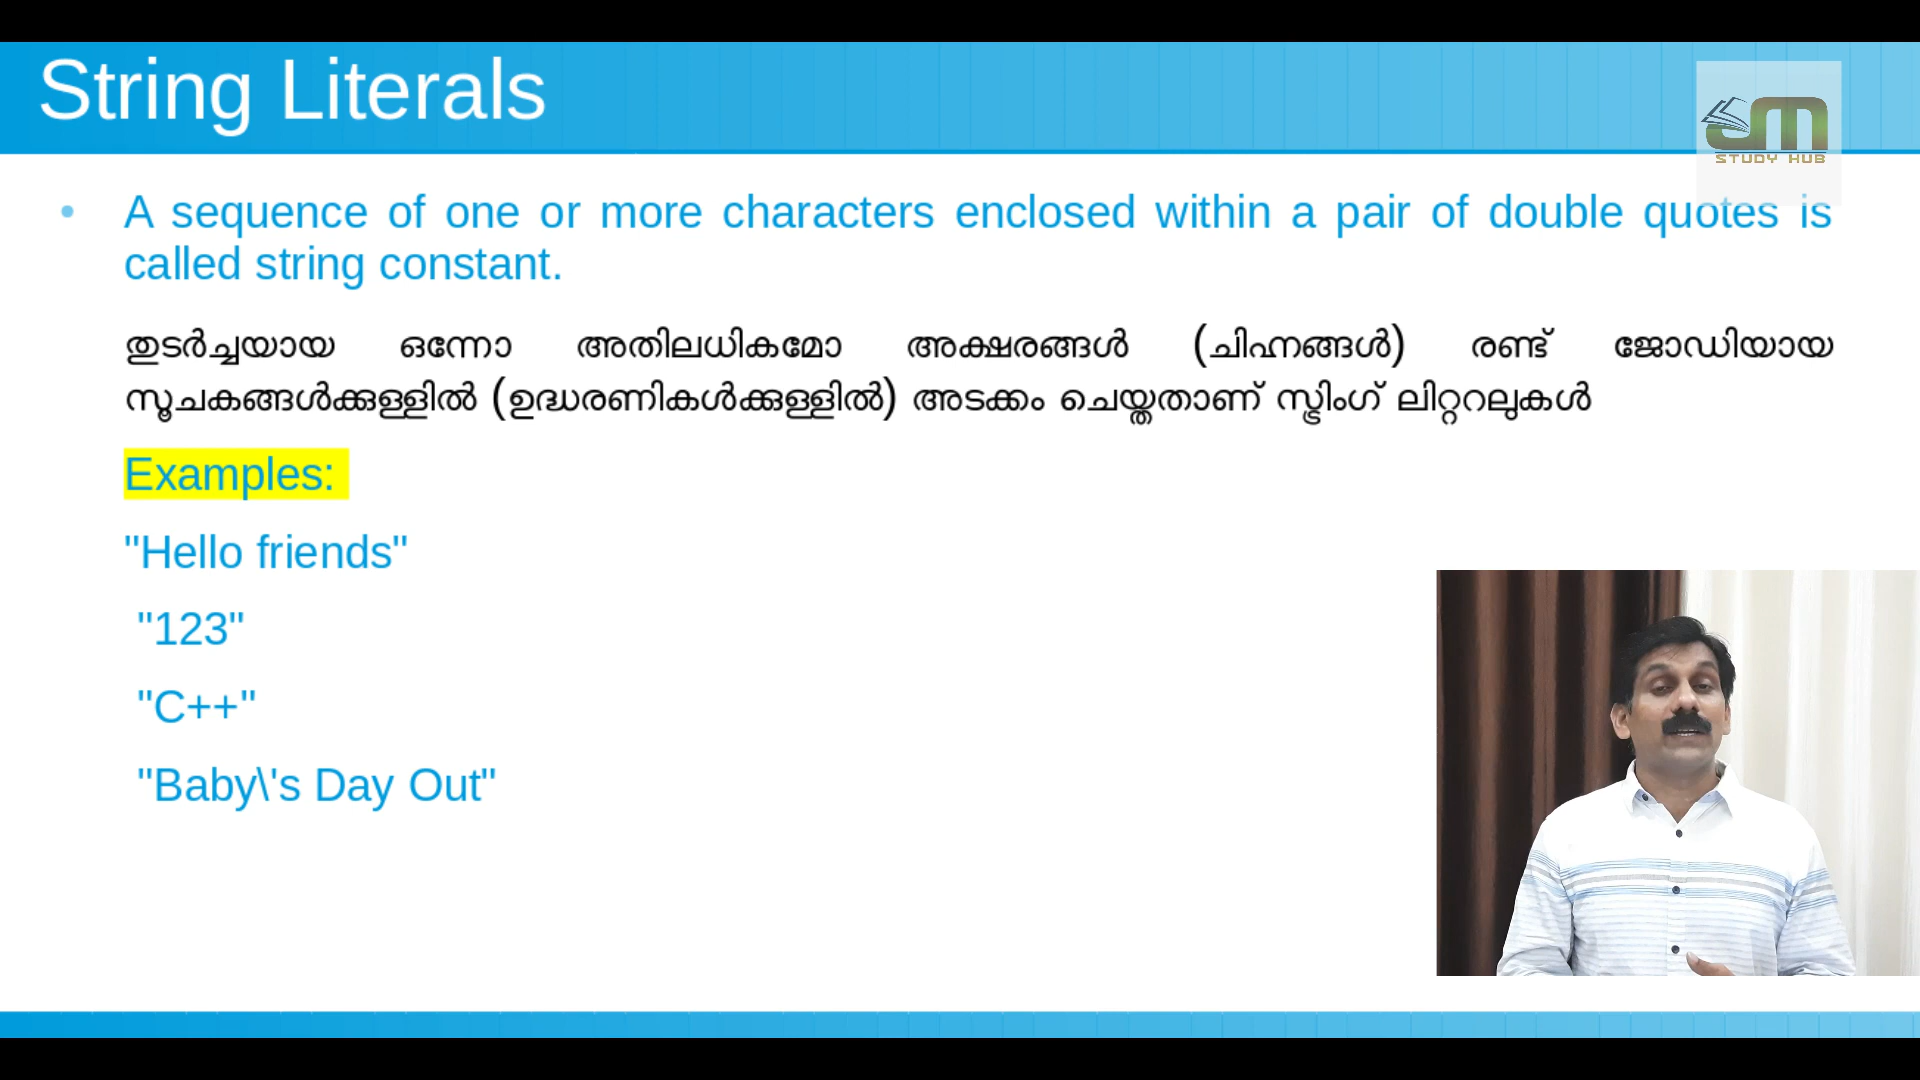 String Literals
JM
STUDY HUB
• A sequence of one or more characters enclosed within a pair of double quotes is
called string constant.
തുടർച്ചയായ ഒന്നോ അതിലധികമോ അക്ഷരങ്ങൾ (ചിഹ്നങ്ങൾ) രണ്ട് ജോഡിയായ
സൂചകങ്ങൾക്കുള്ളിൽ (ഉദ്ധരണികൾക്കുള്ളിൽ) അടക്കം ചെയ്തതാണ് സ്ട്രിംഗ് ലിറ്ററലുകൾ
Examples:
"Hello friends"
"123"
"C++"
"Baby\'s Day Out"